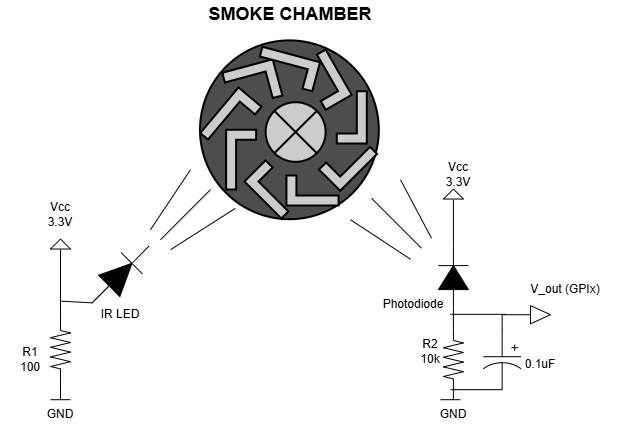 SMOKE CHAMBER
Vcc
3.3V
Vcc
3.3V
IR LED
Photodiode
V_out (GPIx)
R1
100
R2
10k
+
0.1uF
GND
GND